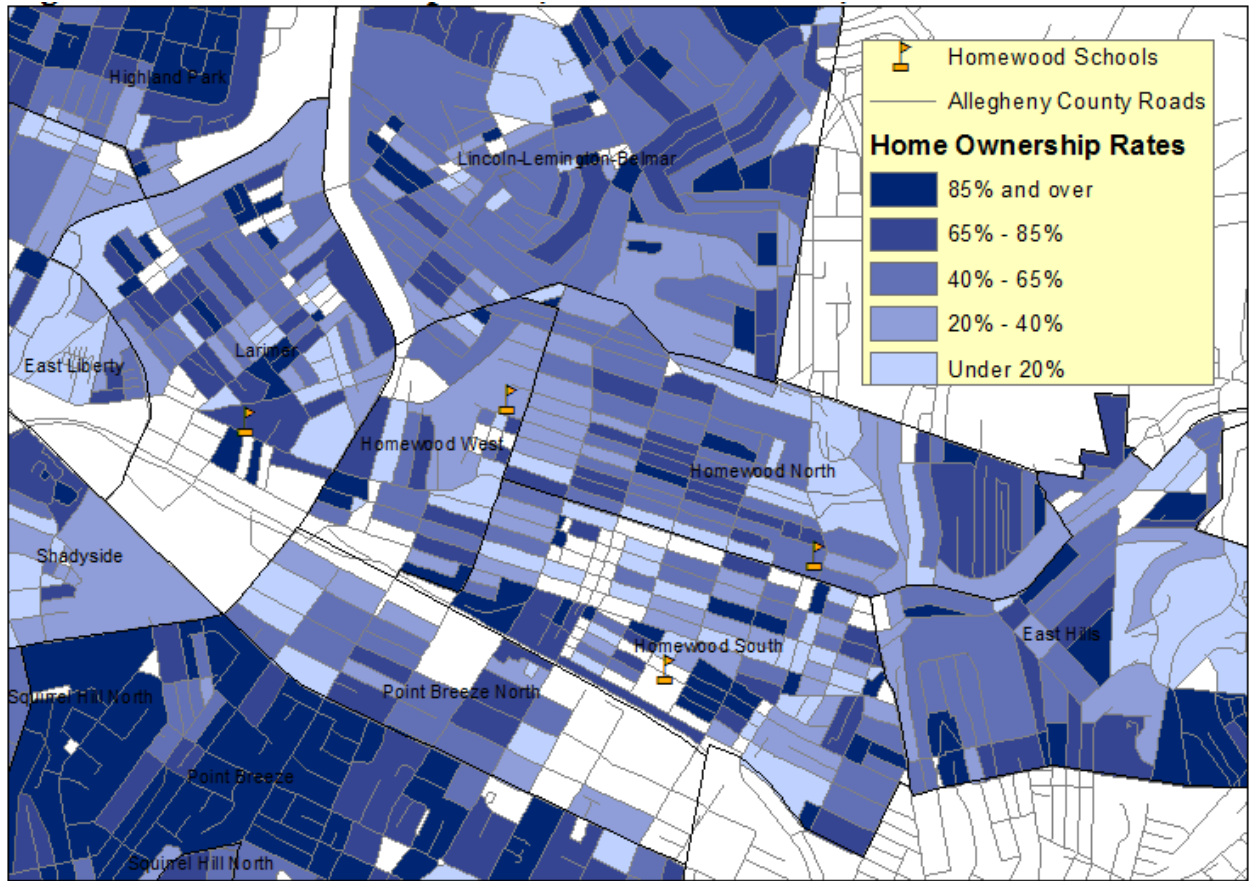 Homewood Schools
Allegheny County Roads
Home Ownership Rates
85% and over
65% - 85%
40% - 65%
20% - 40%
Under 20%
Highland Park
Lincoln-Lemington-Belmar
Larimer
East Liberty
Homewood West
Homewood North
Shadyside
East Hills
Homewood South
Point Breeze North
Squirrel Hill North
Point Breeze
Squirrel Hill North